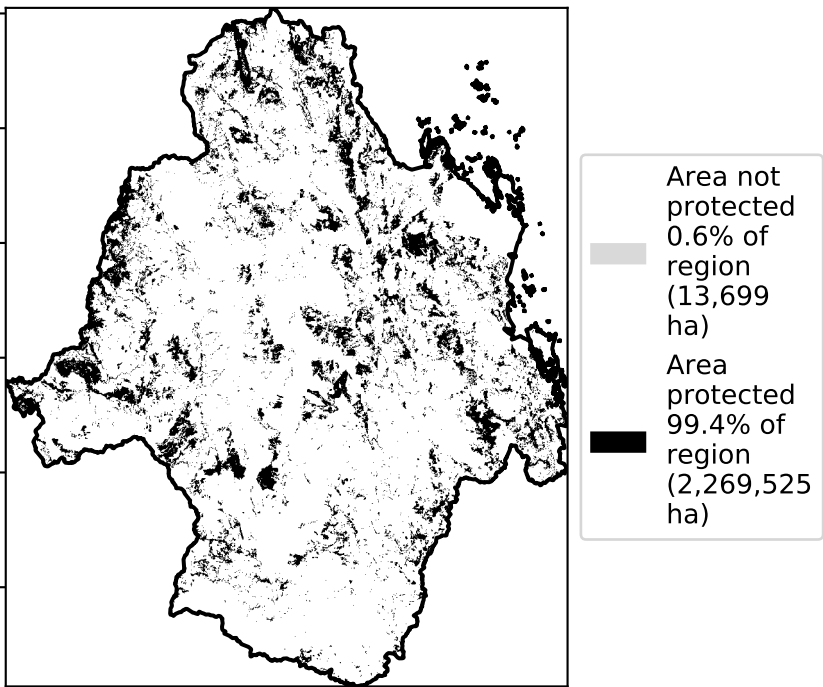 Area not
protected
0.6% of
region
(13,699
ha)
Area
protected
99.4% of
region
(2,269,525
ha)